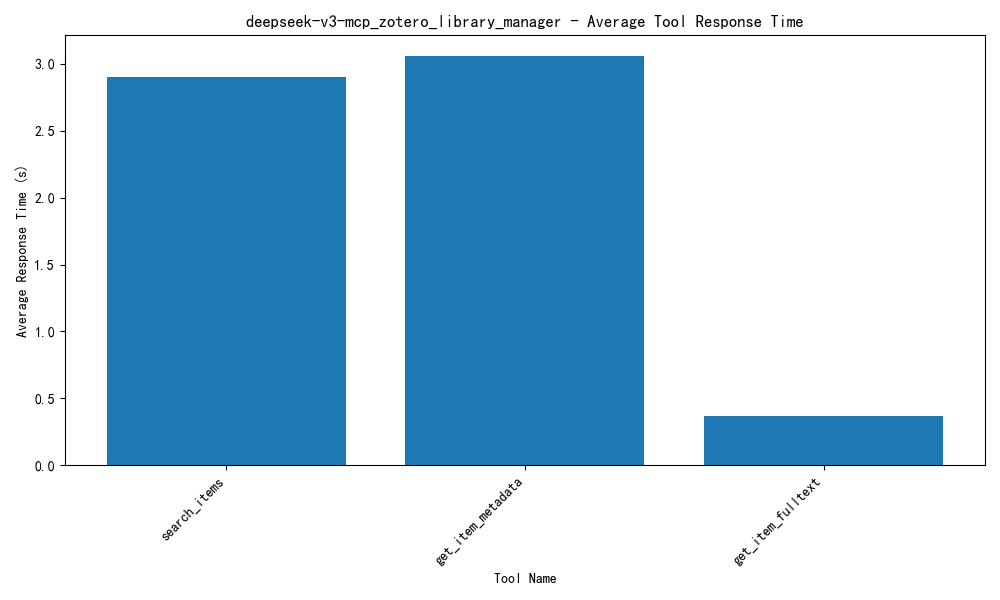 deepseek-v3-mcp_zotero_library_manager - Average Tool Response Time
3.0
2.5
2.0
1.5
1.0
0.5
0.0
Average Response Time (s)
search_items
get_item_metadata
get_item_fulltext
Tool Name